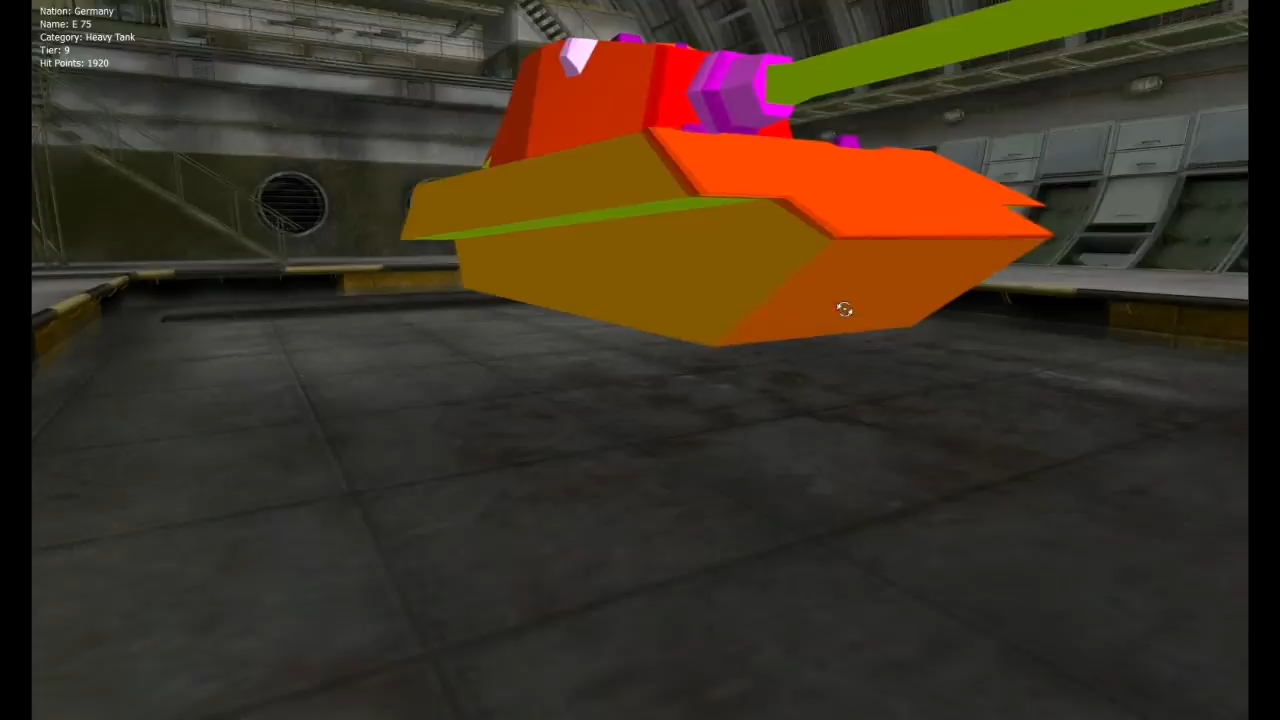 Nation: Germany
Name: E 75
Category: Heavy Tank
Tier: 9
Hit Points: 1920